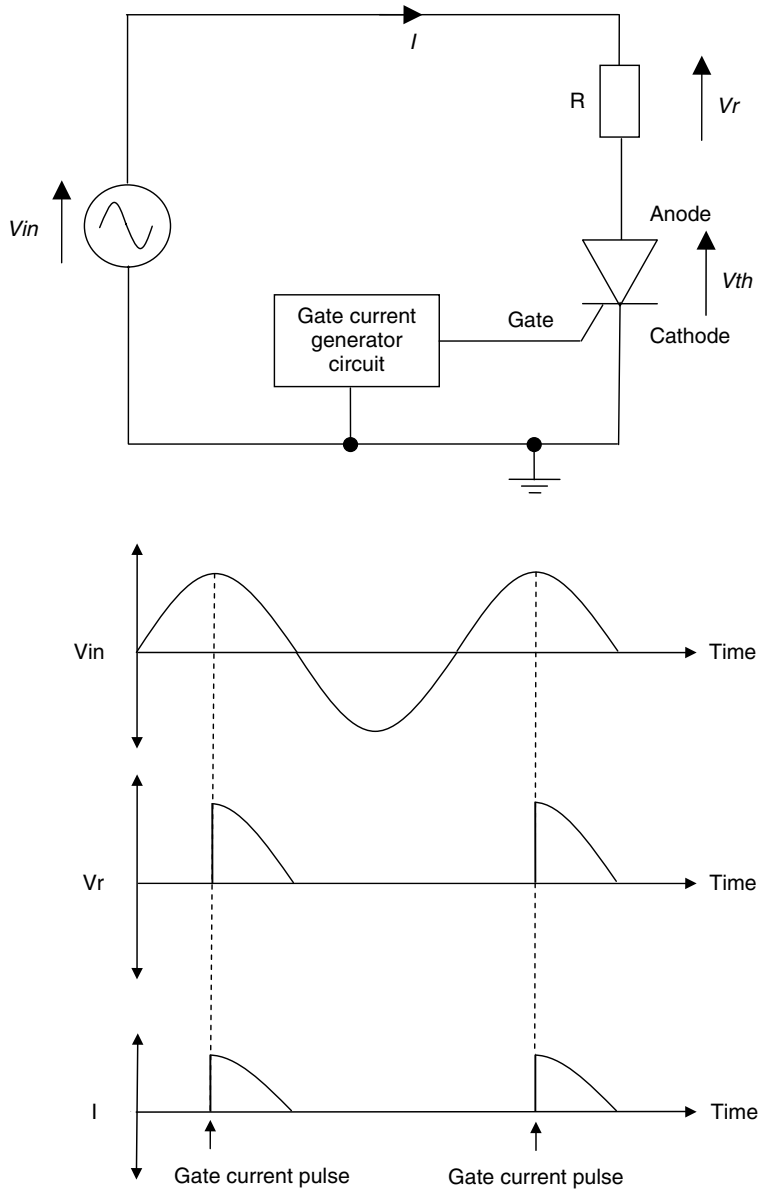 I
R
Vr
Anode
Vin
Vth
Gate current
generator
circuit
Gate
Cathode
Vin
Time
Vr
Time
I
Time
Gate current pulse
Gate current pulse